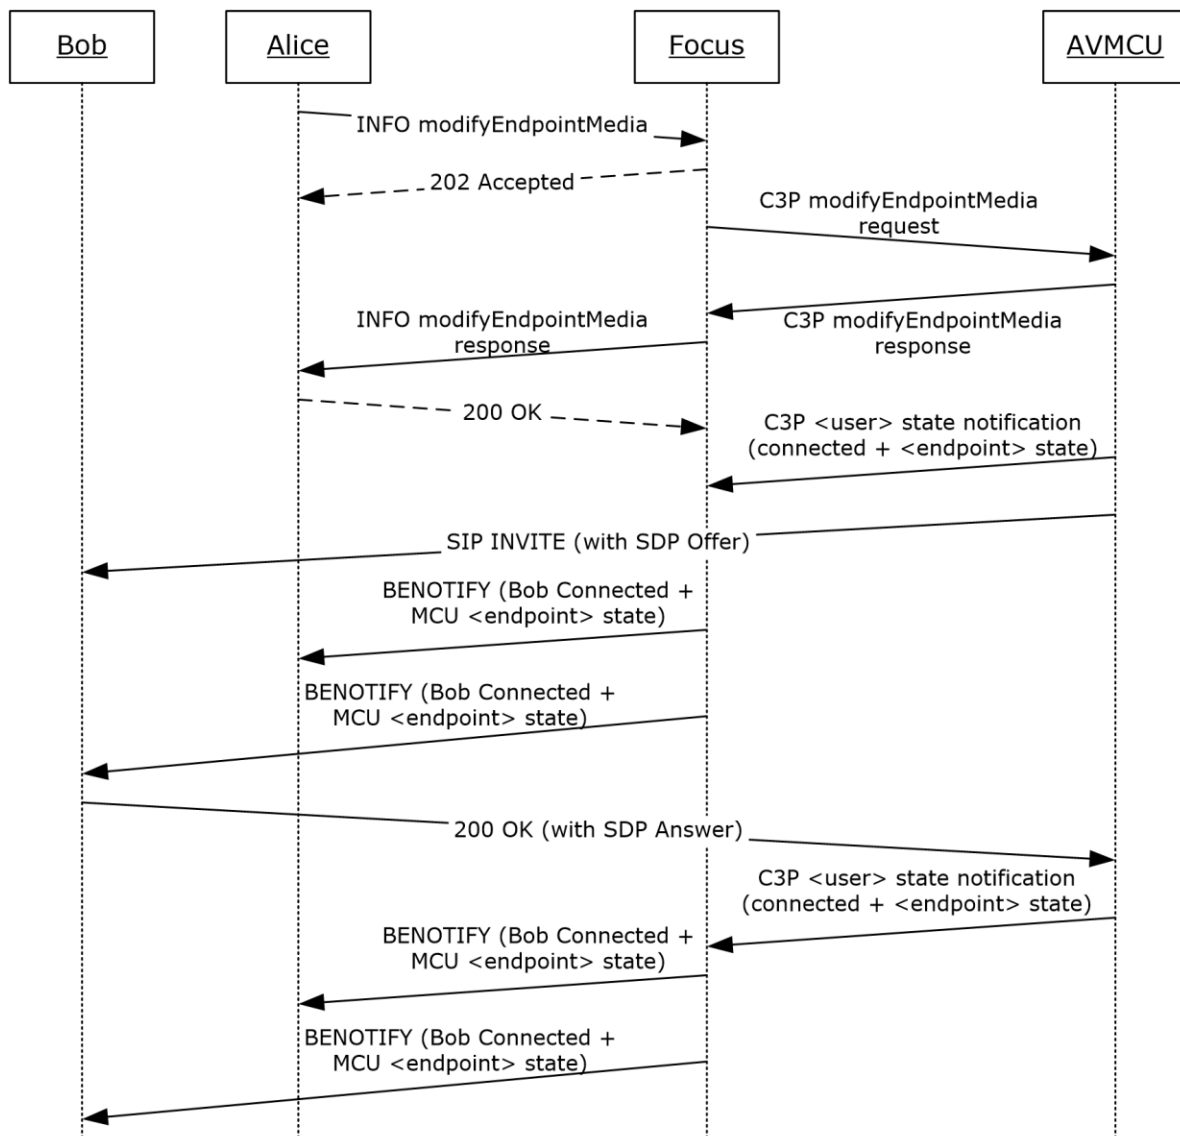 Bob
Alice
Focus
AVMCU
INFO modifyEndpointMedia
202 Accepted
C3P modifyEndpointMedia
request
INFO modifyEndpointMedia
response
C3P modifyEndpointMedia
response
200 OK
C3P <user> state notification
(connected + <endpoint> state)
SIP INVITE (with SDP Offer)
BENOTIFY (Bob Connected +
MCU <endpoint> state)
BENOTIFY (Bob Connected +
MCU <endpoint> state)
200 OK (with SDP Answer)
C3P <user> state notification
(connected + <endpoint> state)
BENOTIFY (Bob Connected +
MCU <endpoint> state)
BENOTIFY (Bob Connected +
MCU <endpoint> state)